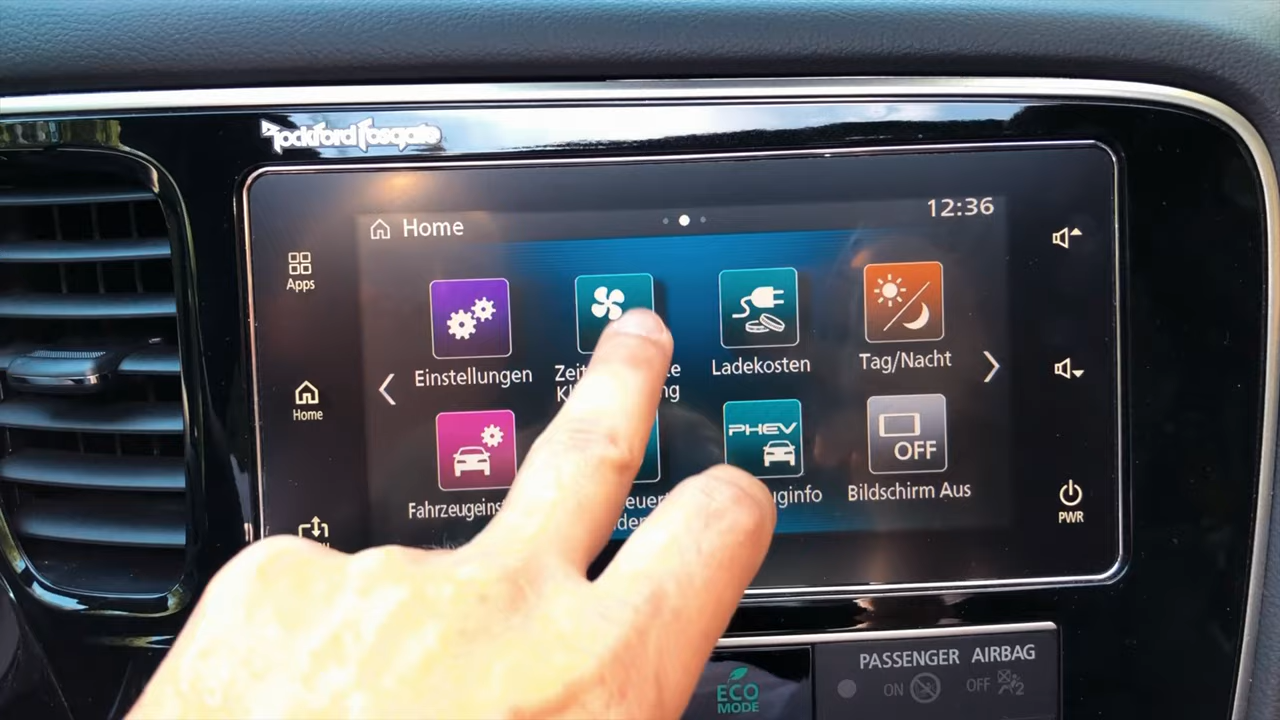 Rockford Fosgate
Home
12:36
Apps
Einstellungen
Ladekosten
Tag/Nacht
Home
PHEV
OFF
Bildschirm Aus
PWR
PASSENGER AIRBAG
ON
OFF
2
ECO
MODE